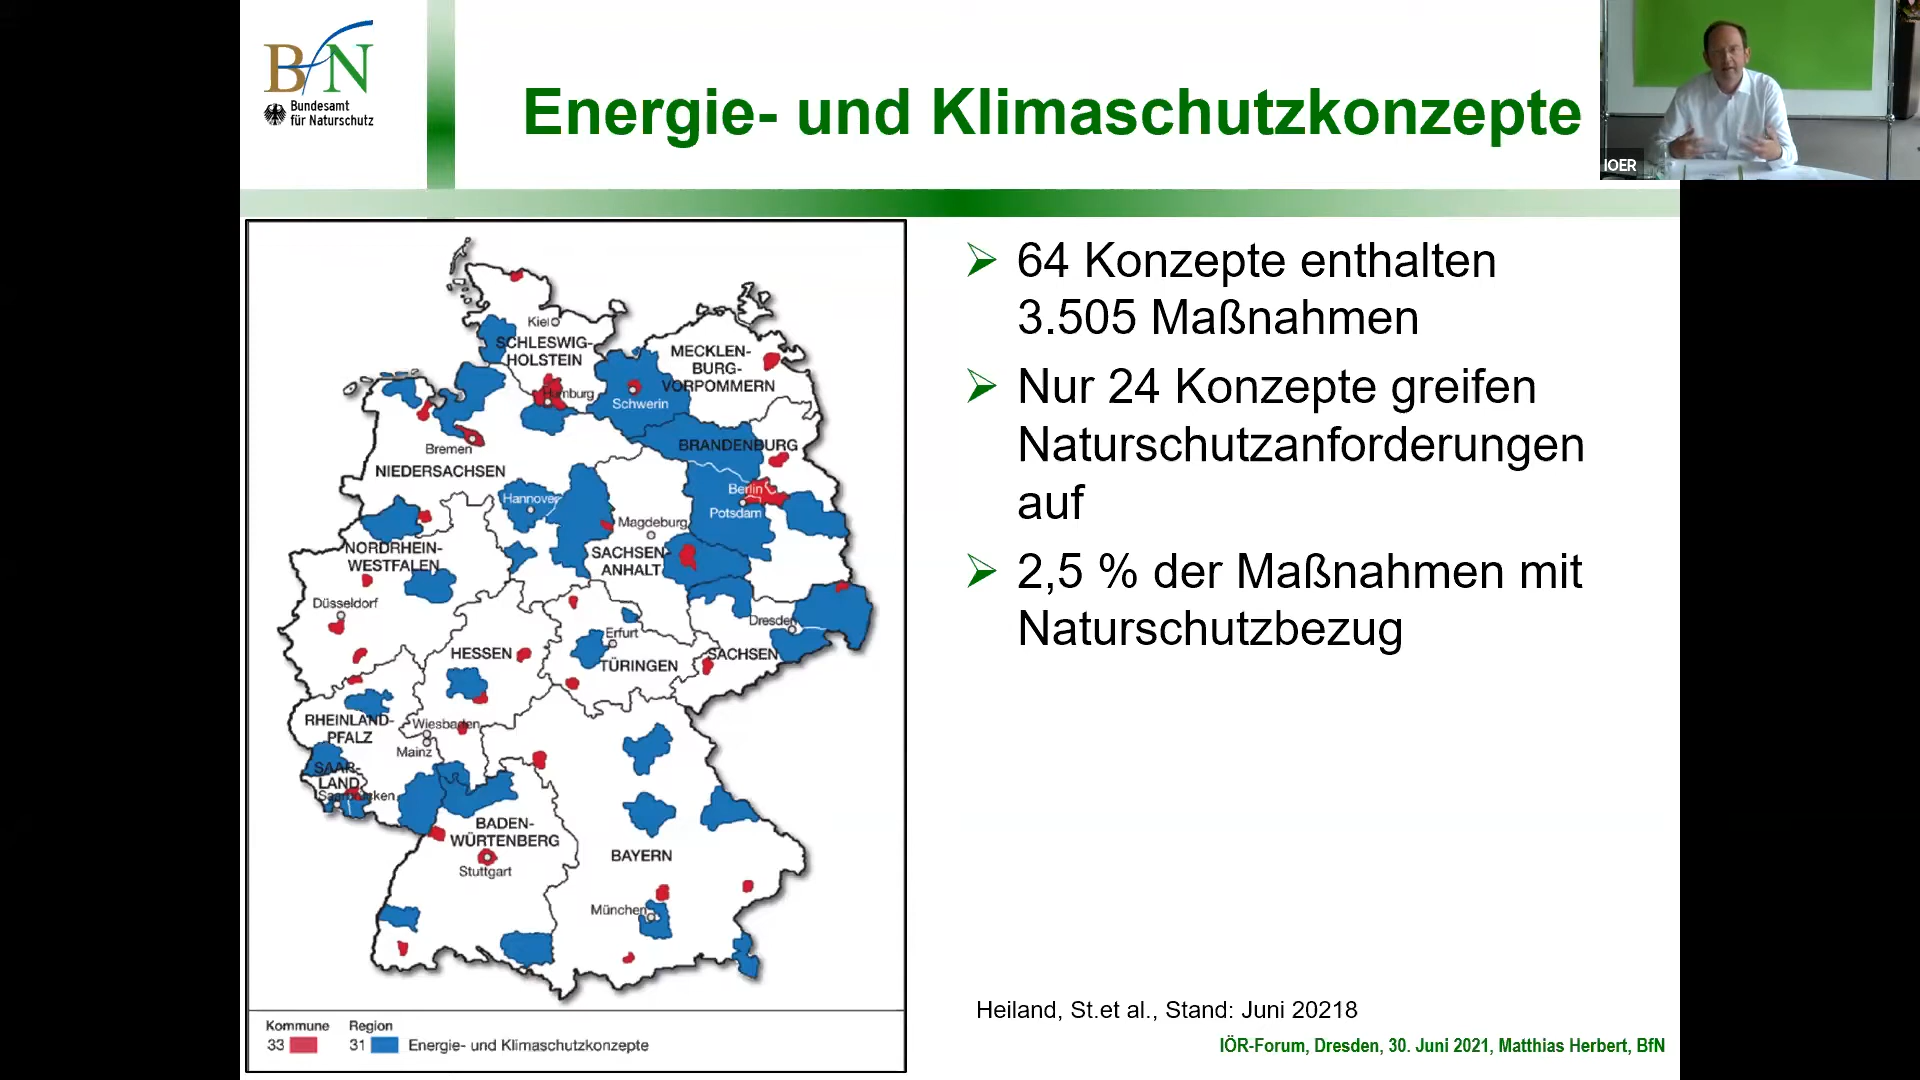 BfN
Bundesamt
für Naturschutz
Energie- und Klimaschutzkonzepte
IOER
64 Konzepte enthalten
3.505 Maßnahmen
Nur 24 Konzepte greifen
Naturschutzanforderungen
auf
2,5 % der Maßnahmen mit
Naturschutzbezug
Kiel
SCHLESWIG-
HOLSTEIN
MECKLEN-
BURG-
VORPOMMERN
Hamburg
Schwerin
BRANDENBURG
Bremen
NIEDERSACHSEN
Berlin
Hannover
Potsdam
Magdeburg
NORDRHEIN-
WESTFALEN
SACHSEN-
ANHALT
Düsseldorf
Dresden
Erfurt
HESSEN
TÜRINGEN
SACHSEN
RHEINLAND-
PFALZ
Wiesbaden
Mainz
SAAR-
LAND
Saarbrücken
BADEN-
WÜRTENBERG
Stuttgart
BAYERN
München
Kommune Region
33 31 Energie- und Klimaschutzkonzepte
Heiland, St.et al., Stand: Juni 20218
IÖR-Forum, Dresden, 30. Juni 2021, Matthias Herbert, BfN